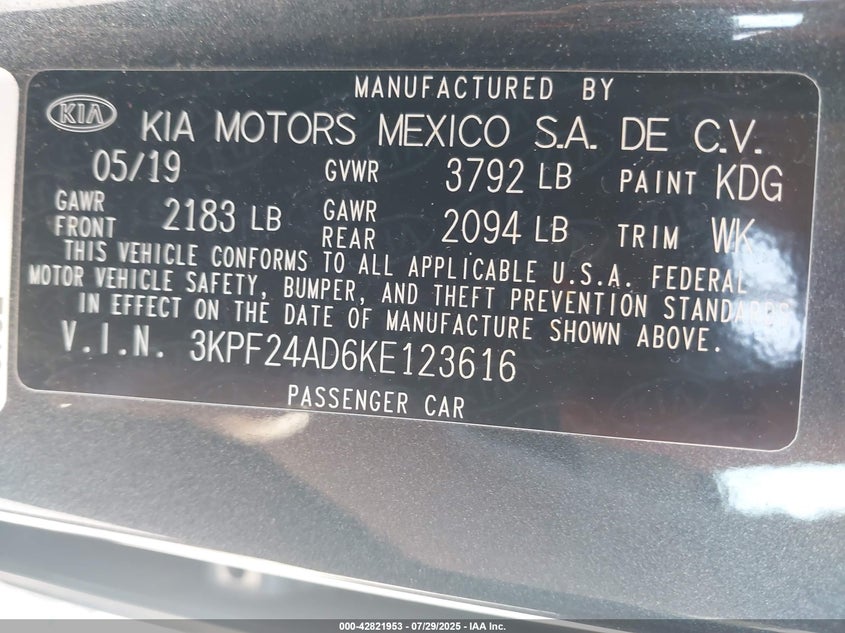 MANUFACTURED BY
KIA KIA MOTORS MEXICO S.A. DE C.V.
05/19 GVWR 3792 LB PAINT KDG
GAWR FRONT 2183 LB GAWR REAR 2094 LB TRIM WK
THIS VEHICLE CONFORMS TO ALL APPLICABLE U.S.A. FEDERAL
MOTOR VEHICLE SAFETY, BUMPER, AND THEFT PREVENTION STANDARDS
IN EFFECT ON THE DATE OF MANUFACTURE SHOWN ABOVE.
V.I.N. 3KPF24AD6KE123616
PASSENGER CAR
000-42821953 - 07/29/2025 - IAA Inc.